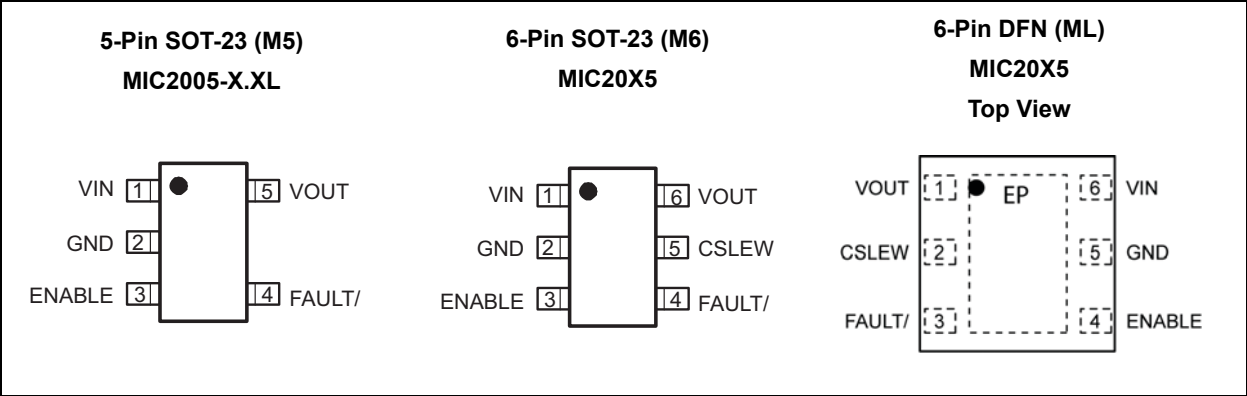 5-Pin SOT-23 (M5)
MIC2005-X.XL
VIN 1 5 VOUT
GND 2
ENABLE 3 4 FAULT/
6-Pin SOT-23 (M6)
MIC20X5
VIN 1 6 VOUT
GND 2 5 CSLEW
ENABLE 3 4 FAULT/
6-Pin DFN (ML)
MIC20X5
Top View
VOUT 1 EP 6 VIN
CSLEW 2 5 GND
FAULT/ 3 4 ENABLE